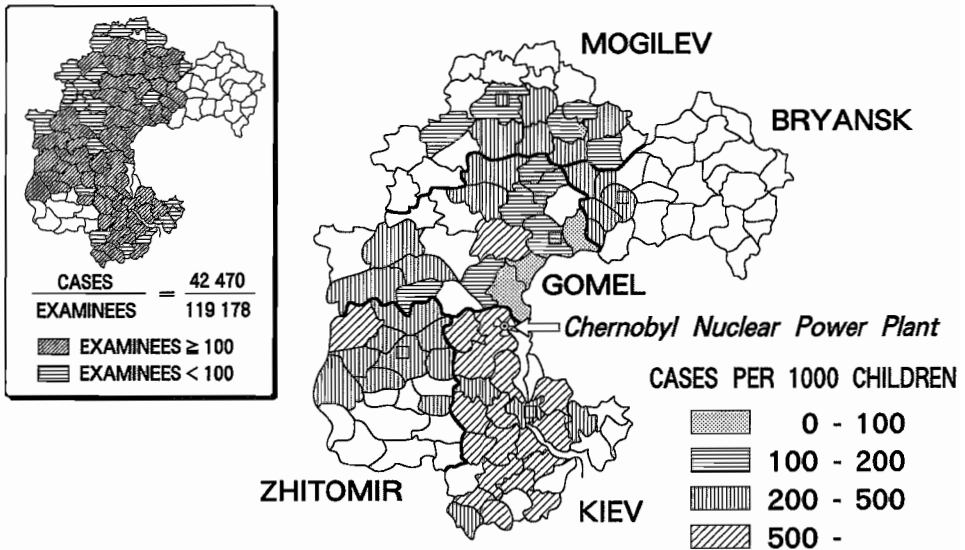 CASES
EXAMINEES
=
42 470
119 178
EXAMINEES ≧ 100
EXAMINEES < 100
MOGILEV
BRYANSK
GOMEL
Chernobyl Nuclear Power Plant
ZHITOMIR
KIEV
CASES PER 1000 CHILDREN
0 - 100
100 - 200
200 - 500
500 -